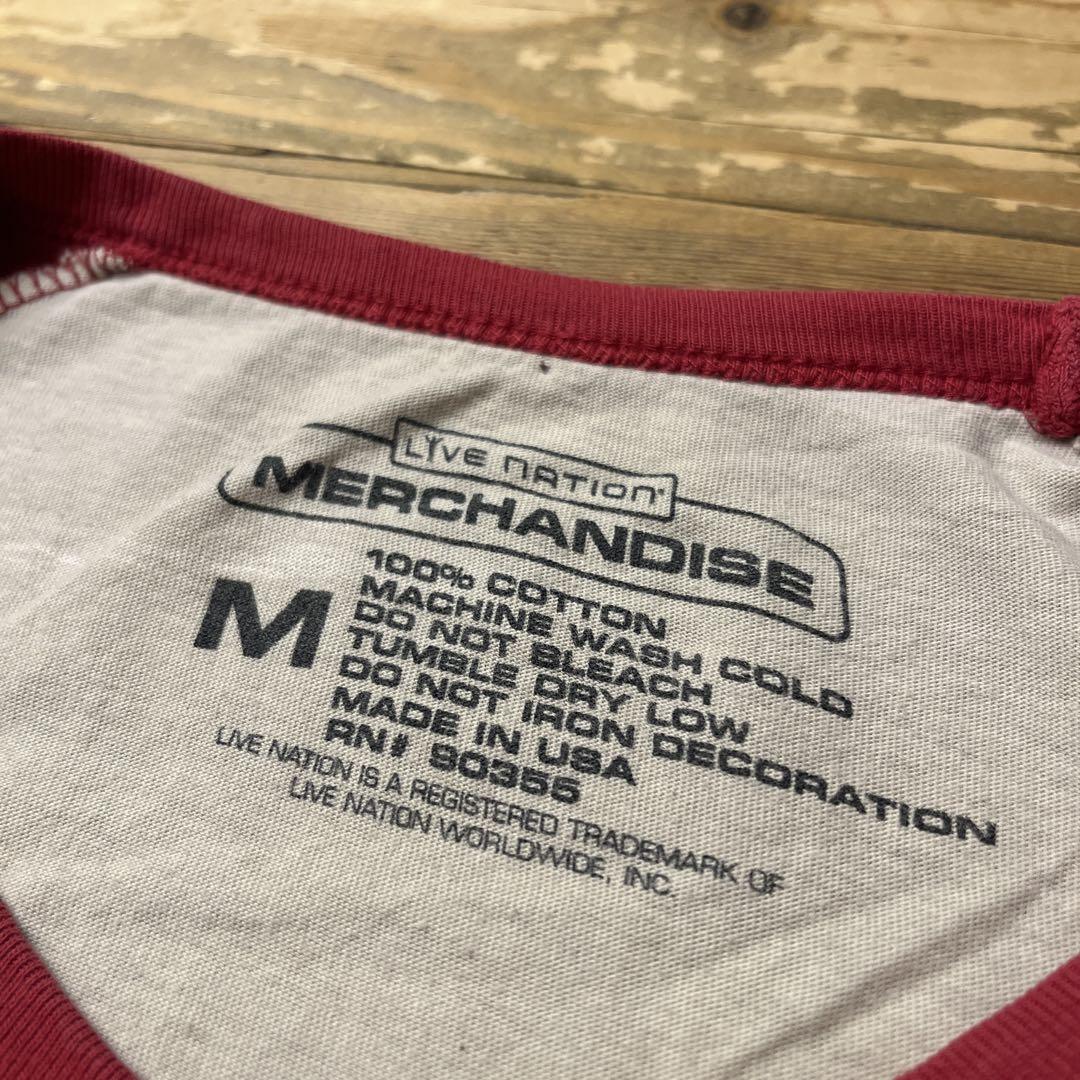 LIVE NATION®
MERCHANDISE
M
100% COTTON
MACHINE WASH COLD
DO NOT BLEACH
TUMBLE DRY LOW
DO NOT IRON DECORATION
MADE IN USA
RN# 90355
LIVE NATION IS A REGISTERED TRADEMARK OF
LIVE NATION WORLDWIDE, INC.